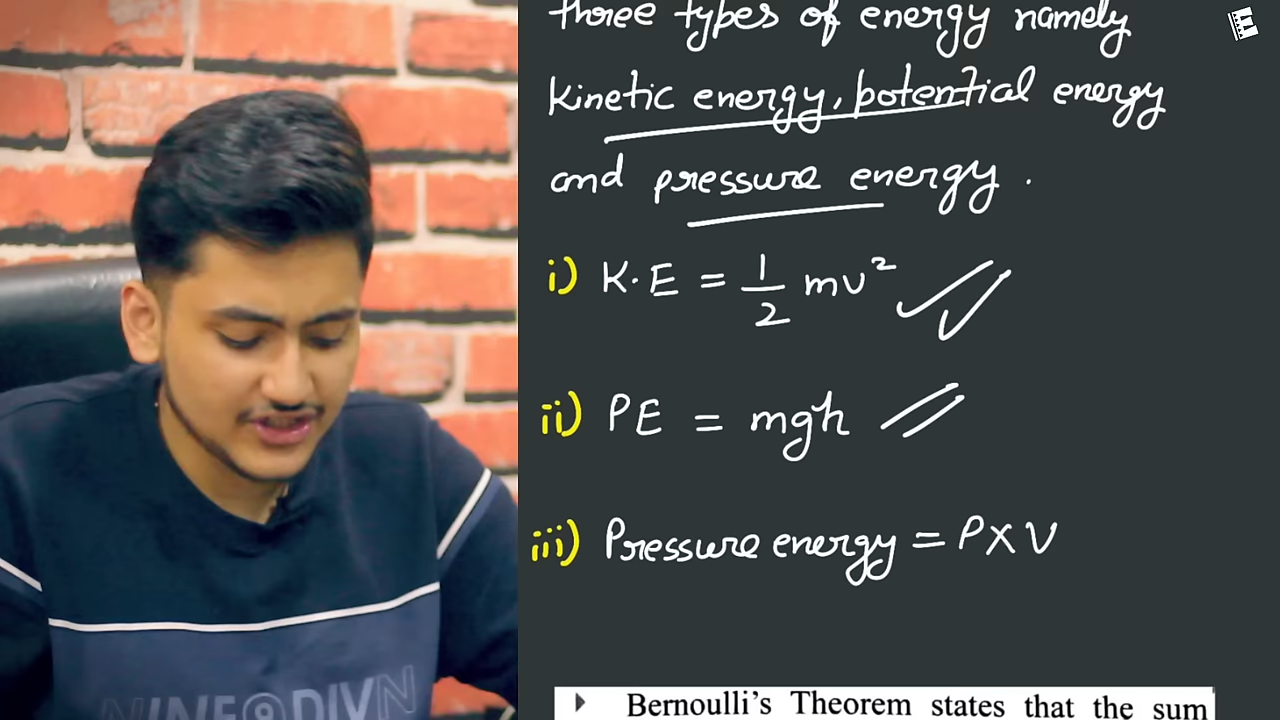 three types of energy namely
kinetic energy, potential energy
and pressure energy.
i) K.E = 1/2 mv²
ii) PE = mgh
iii) Pressure energy = P×V
Bernoulli's Theorem states that the sum